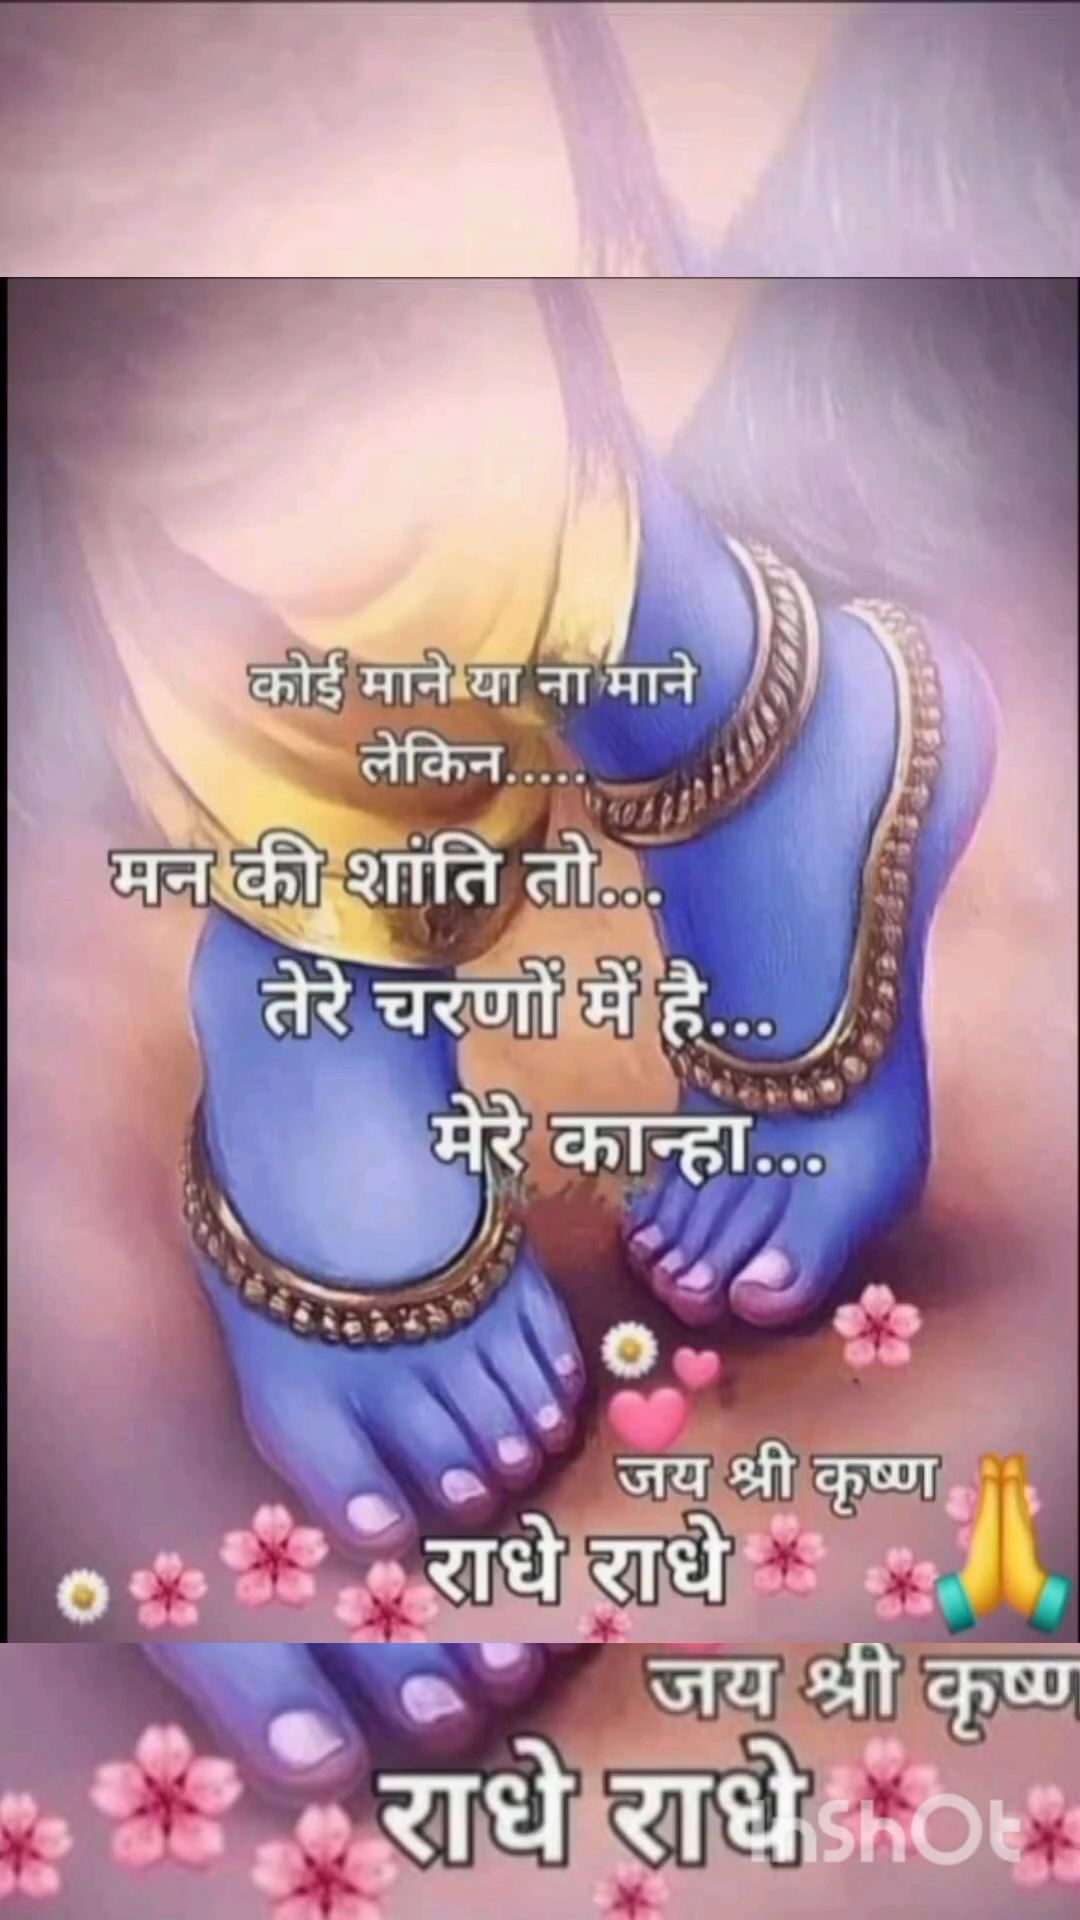 कोई माने या ना माने
लेकिन.....
मन की शांति तो...
तेरे चरणों में है...
मेरे कान्हा...
जय श्री कृष्ण
राधे राधे
जय श्री कृष्ण
राधे राधे
InShOt